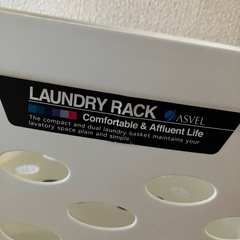 LAUNDRY RACK
Comfortable & Affluent Life ASVEL
The compact and dual laundry basket maintains your
lavatory space plain and simple.